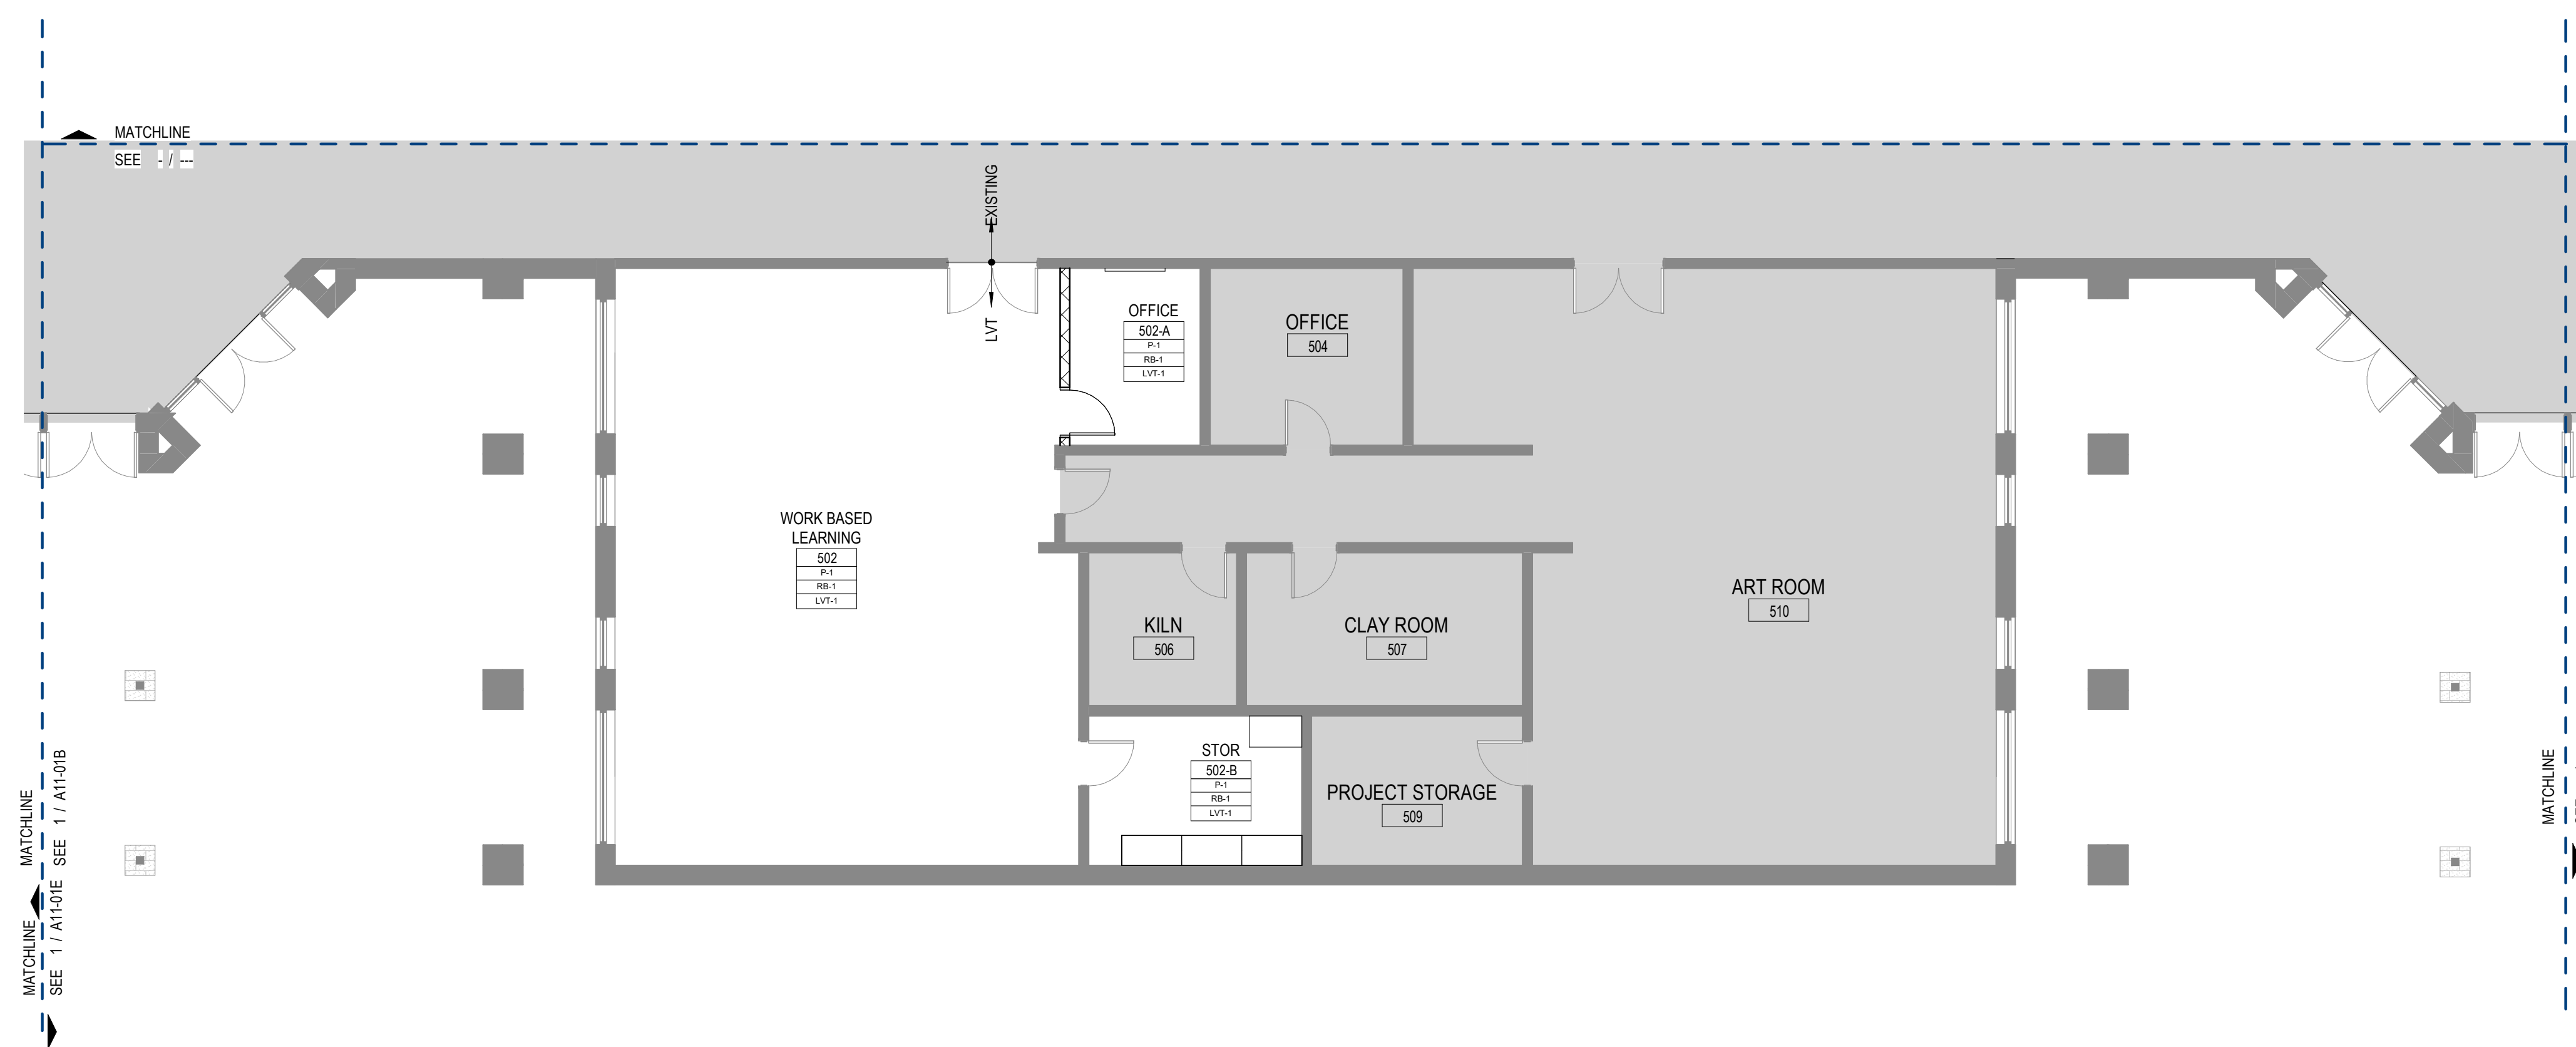 MATCHLINE
SEE - / ---
EXISTING
LVT
OFFICE
502-A
P-1
RB-1
LVT-1
OFFICE
504
WORK BASED
LEARNING
502
P-1
RB-1
LVT-1
KILN
506
CLAY ROOM
507
ART ROOM
510
STOR
502-B
P-1
RB-1
LVT-1
PROJECT STORAGE
509
MATCHLINE
SEE 1 / A11-01B
MATCHLINE
SEE 1 / A11-01E
MATCHLINE